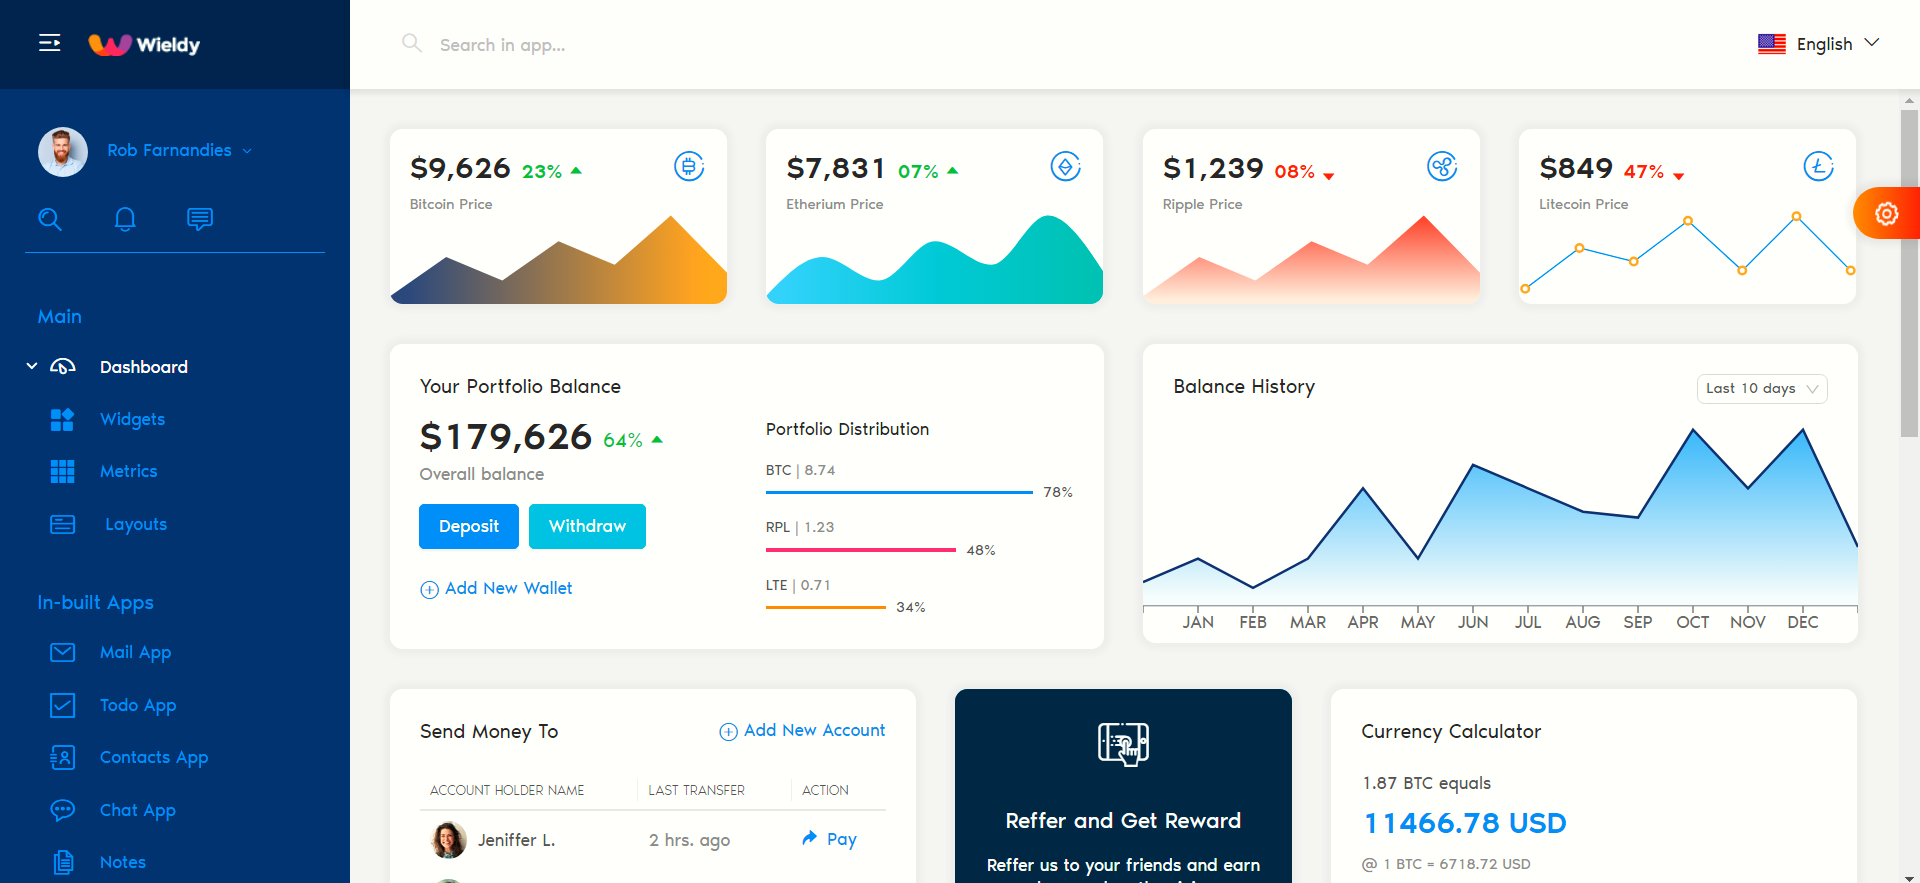 Wieldy
Search in app...
English
Rob Farnandies
Main
Dashboard
Widgets
Metrics
Layouts
In-built Apps
Mail App
Todo App
Contacts App
Chat App
Notes
$9,626 23%
Bitcoin Price
$7,831 07%
Etherium Price
$1,239 08%
Ripple Price
$849 47%
Litecoin Price
Your Portfolio Balance
$179,626 64%
Overall balance
Deposit Withdraw
Add New Wallet
Portfolio Distribution
BTC | 8.74
78%
RPL | 1.23
48%
LTE | 0.71
34%
Balance History
Last 10 days
JAN FEB MAR APR MAY JUN JUL AUG SEP OCT NOV DEC
Send Money To
Add New Account
ACCOUNT HOLDER NAME LAST TRANSFER ACTION
Jeniffer L. 2 hrs. ago Pay
Reffer and Get Reward
Reffer us to your friends and earn
Currency Calculator
1.87 BTC equals
11466.78 USD
@ 1 BTC = 6718.72 USD